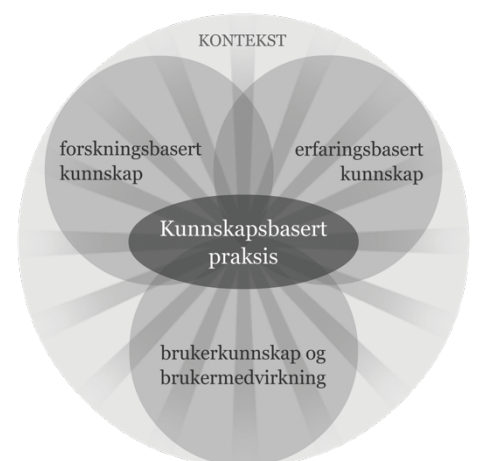 KONTEKST
forskningsbasert
kunnskap
erfaringsbasert
kunnskap
Kunnskapsbasert
praksis
brukerkunnskap og
brukermedvirkning